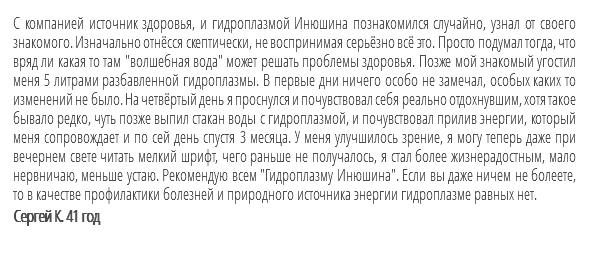 С компанией источник здоровья, и гидроплазмой Инюшина познакомился случайно, узнал от своего
знакомого. Изначально отнёсся скептически, не воспринимая серьёзно всё это. Просто подумал тогда, что
вряд ли какая то там "волшебная вода" может решать проблемы здоровья. Позже мой знакомый угостил
меня 5 литрами разбавленной гидроплазмы. В первые дни ничего особо не замечал, особых каких то
изменений не было. На четвёртый день я проснулся и почувствовал себя реально отдохнувшим, хотя такое
бывало редко, чуть позже выпил стакан воды с гидроплазмой, и почувствовал прилив энергии, который
меня сопровождает и по сей день спустя 3 месяца. У меня улучшилось зрение, я могу теперь даже при
вечернем свете читать мелкий шрифт, чего раньше не получалось, я стал более жизнерадостным, мало
нервничаю, меньше устаю. Рекомендую всем "Гидроплазму Инюшина". Если вы даже ничем не болеете,
то в качестве профилактики болезней и природного источника энергии гидроплазме равных нет.
Сергей К. 41 год